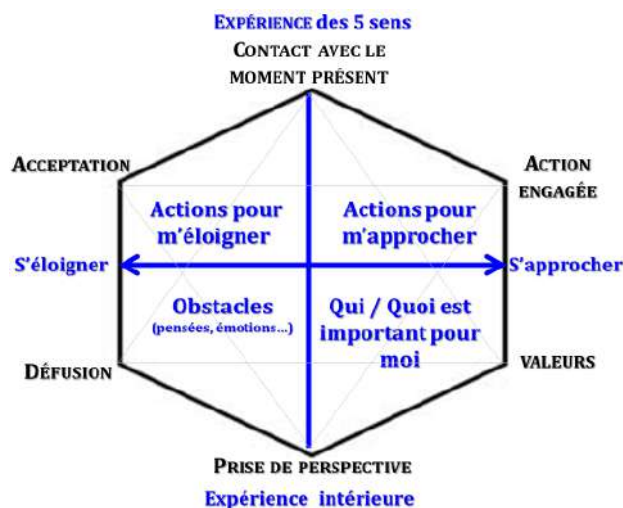 EXPÉRIENCE des 5 sens
CONTACT AVEC LE
MOMENT PRÉSENT
ACCEPTATION
ACTION
ENGAGÉE
Actions pour
m'éloigner
Actions pour
m'approcher
S'éloigner
S'approcher
Obstacles
(pensées, émotions...)
Qui / Quoi est
important pour
moi
DÉFUSION
VALEURS
PRISE DE PERSPECTIVE
Expérience intérieure